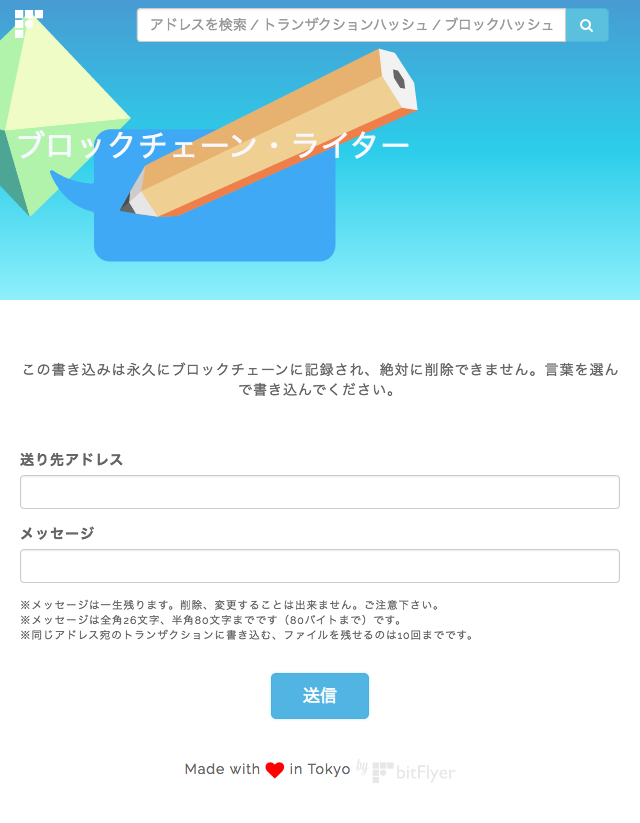 アドレスを検索 / トランザクションハッシュ / ブロックハッシュ
ブロックチェーン・ライター
この書き込みは永久にブロックチェーンに記録され、絶対に削除できません。言葉を選ん
で書き込んでください。
送り先アドレス
メッセージ
※メッセージは一生残ります。削除、変更することは出来ません。ご注意下さい。
※メッセージは全角26文字、半角80文字までです（80バイトまで）です。
※同じアドレス宛のトランザクションに書き込む、ファイルを残せるのは10回までです。
送信
Made with ❤ in Tokyo by bitFlyer